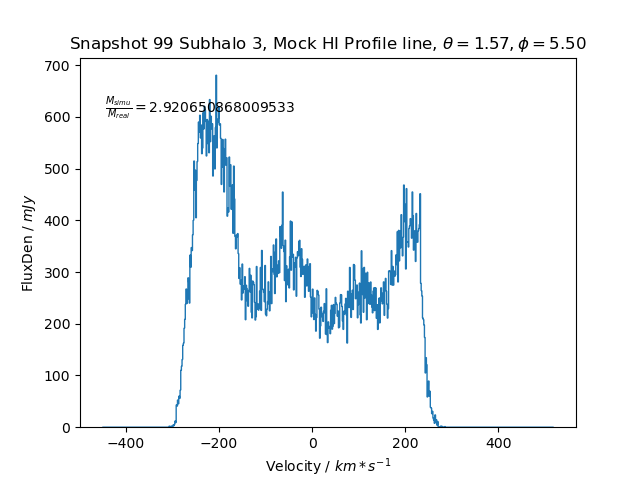 Snapshot 99 Subhalo 3, Mock HI Profile line, θ = 1.57, ϕ = 5.50
700
M_simu/M_real = 2.920650868009533
600
500
400
300
200
100
0
FluxDen / mJy
−400 −200 0 200 400
Velocity / km * s⁻¹